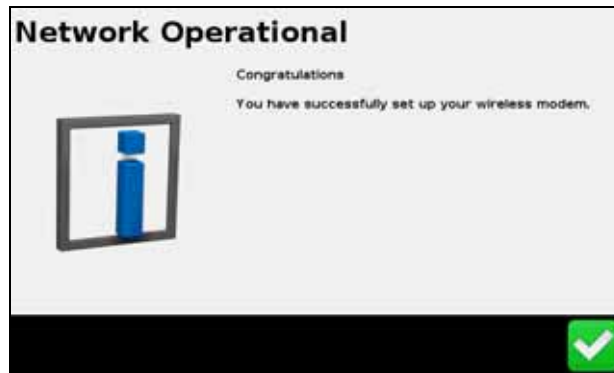 Network Operational
Congratulations
You have successfully set up your wireless modem.